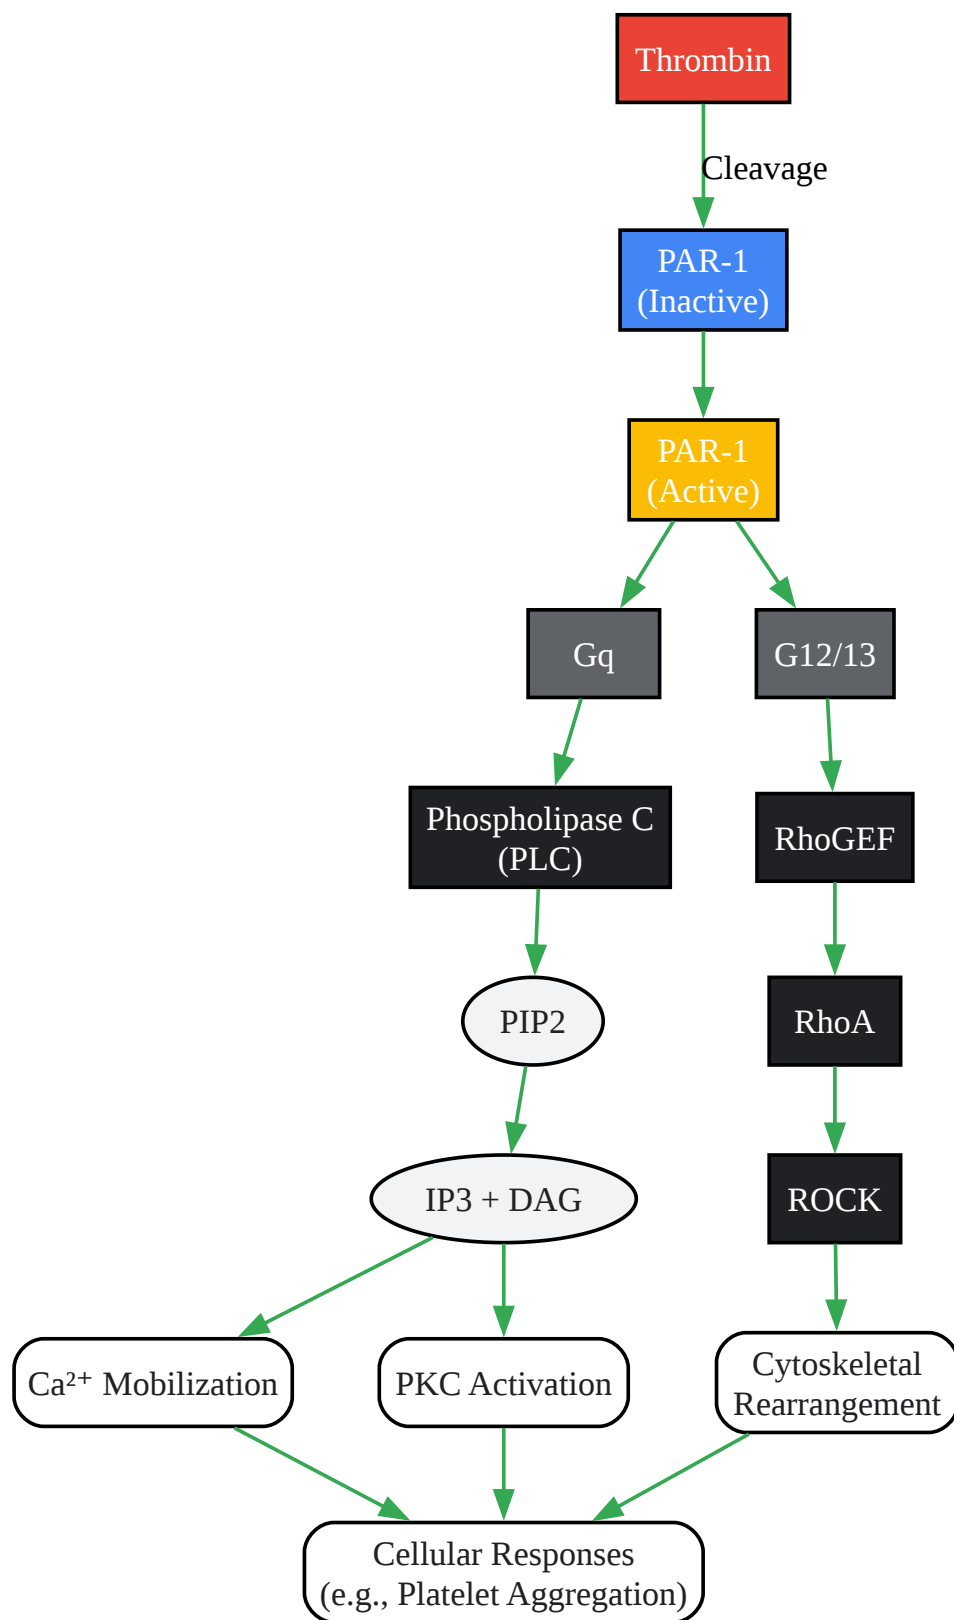 Thrombin
Cleavage
PAR-1
(Inactive)
PAR-1
(Active)
Gq
G12/13
Phospholipase C
(PLC)
RhoGEF
PIP2
RhoA
IP3 + DAG
ROCK
Ca²⁺ Mobilization
PKC Activation
Cytoskeletal
Rearrangement
Cellular Responses
(e.g., Platelet Aggregation)